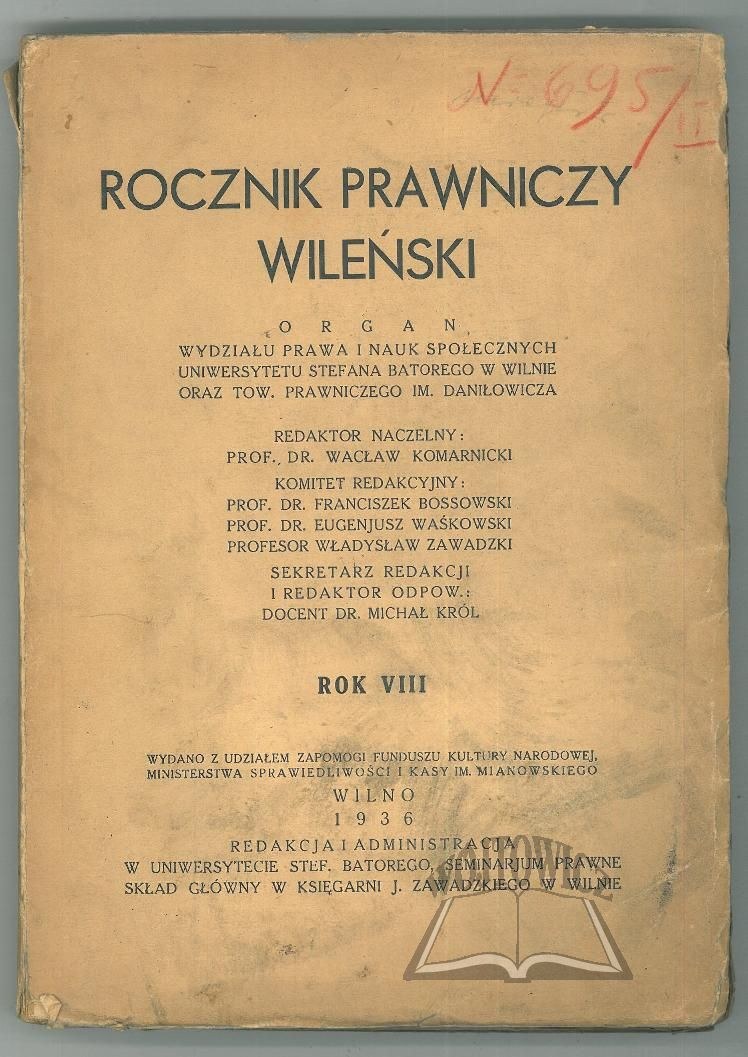 N= 695/II
ROCZNIK PRAWNICZY
WILEŃSKI
ORGAN
WYDZIAŁU PRAWA I NAUK SPOŁECZNYCH
UNIWERSYTETU STEFANA BATOREGO W WILNIE
ORAZ TOW. PRAWNICZEGO IM. DANIŁOWICZA
REDAKTOR NACZELNY:
PROF. DR. WACŁAW KOMARNICKI
KOMITET REDAKCYJNY:
PROF. DR. FRANCISZEK BOSSOWSKI
PROF. DR. EUGENJUSZ WAŚKOWSKI
PROFESOR WŁADYSŁAW ZAWADZKI
SEKRETARZ REDAKCJI
I REDAKTOR ODPOW.:
DOCENT DR. MICHAŁ KRÓL
ROK VIII
WYDANO Z UDZIAŁEM ZAPOMOGI FUNDUSZU KULTURY NARODOWEJ,
MINISTERSTWA SPRAWIEDLIWOŚCI I KASY IM. MIANOWSKIEGO
WILNO
1936
REDAKCJA I ADMINISTRACJA
W UNIWERSYTECIE STEF. BATOREGO, SEMINARJUM PRAWNE
SKŁAD GŁÓWNY W KSIĘGARNI J. ZAWADZKIEGO W WILNIE